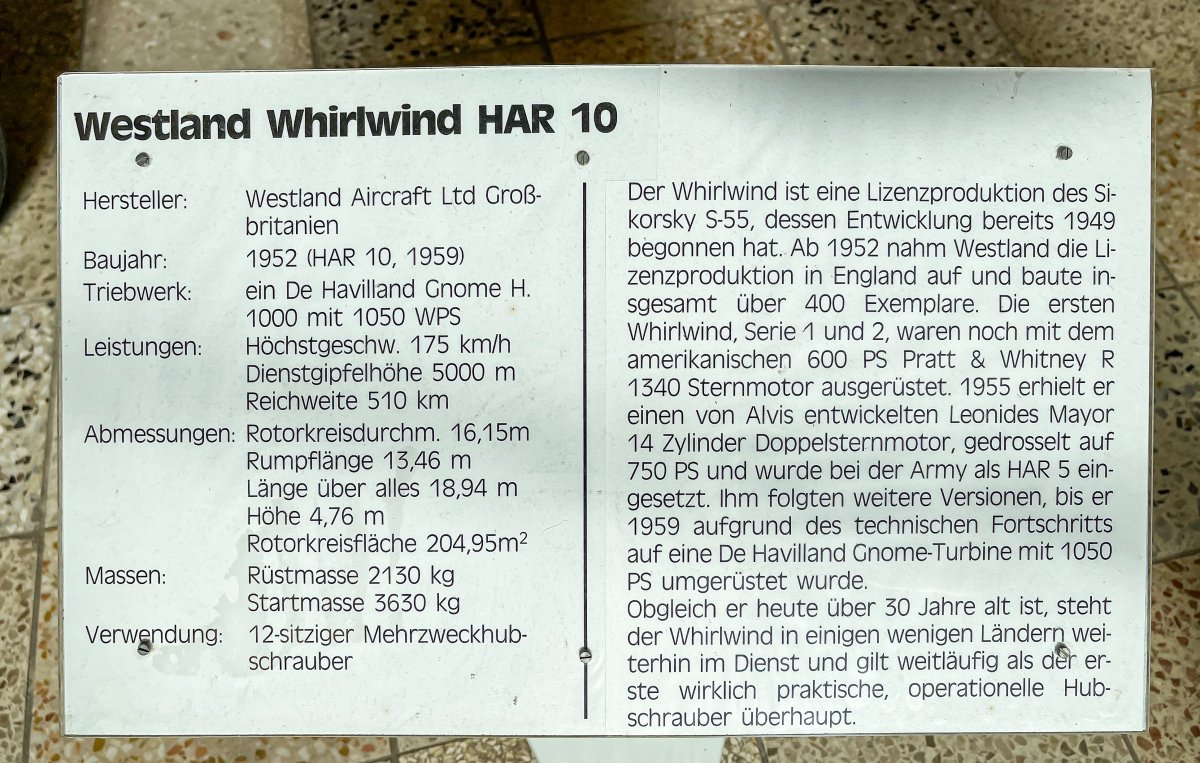 Westland Whirlwind HAR 10
Hersteller: Westland Aircraft Ltd Groß-
britanien
Baujahr: 1952 (HAR 10, 1959)
Triebwerk: ein De Havilland Gnome H.
1000 mit 1050 WPS
Leistungen: Höchstgeschw. 175 km/h
Dienstgipfelhöhe 5000 m
Reichweite 510 km
Abmessungen: Rotorkreisdurchm. 16,15m
Rumpflänge 13,46 m
Länge über alles 18,94 m
Höhe 4,76 m
Rotorkreisfläche 204,95m²
Massen: Rüstmasse 2130 kg
Startmasse 3630 kg
Verwendung: 12-sitziger Mehrzweckhub-
schrauber
Der Whirlwind ist eine Lizenzproduktion des Si-
korsky S-55, dessen Entwicklung bereits 1949
begonnen hat. Ab 1952 nahm Westland die Li-
zenzproduktion in England auf und baute in-
sgesamt über 400 Exemplare. Die ersten
Whirlwind, Serie 1 und 2, waren noch mit dem
amerikanischen 600 PS Pratt & Whitney R
1340 Sternmotor ausgerüstet. 1955 erhielt er
einen von Alvis entwickelten Leonides Mayor
14 Zylinder Doppelsternmotor, gedrosselt auf
750 PS und wurde bei der Army als HAR 5 ein-
gesetzt. Ihm folgten weitere Versionen, bis er
1959 aufgrund des technischen Fortschritts
auf eine De Havilland Gnome-Turbine mit 1050
PS umgerüstet wurde.
Obgleich er heute über 30 Jahre alt ist, steht
der Whirlwind in einigen wenigen Ländern wei-
terhin im Dienst und gilt weitläufig als der er-
ste wirklich praktische, operationelle Hub-
schrauber überhaupt.